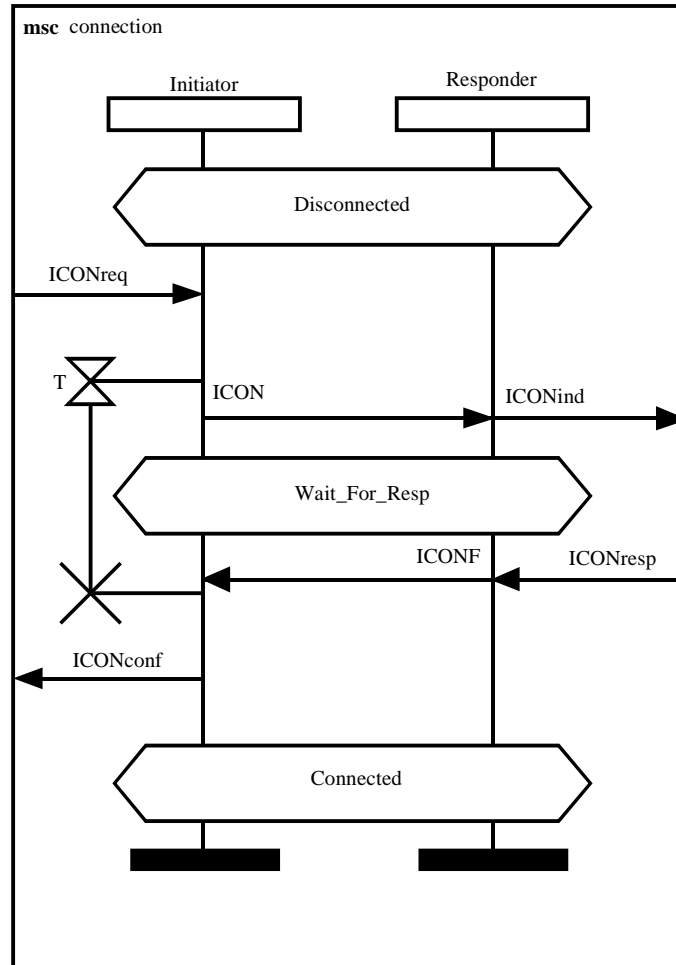 msc connection
Initiator
Responder
Disconnected
ICONreq
T
ICON
ICONind
Wait_For_Resp
ICONF
ICONresp
ICONconf
Connected